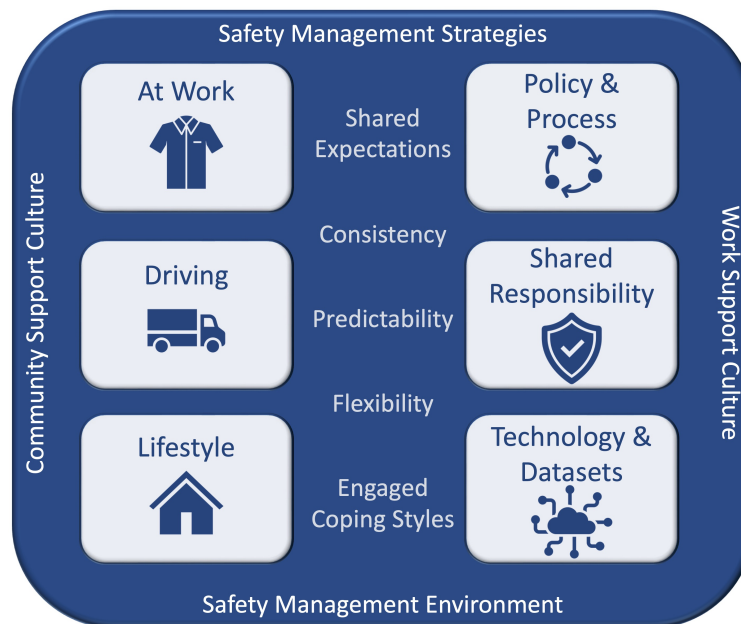 Safety Management Strategies
At Work
Shared
Expectations
Policy &
Process
Consistency
Driving
Predictability
Shared
Responsibility
Flexibility
Lifestyle
Engaged
Coping Styles
Technology &
Datasets
Community Support Culture
Work Support Culture
Safety Management Environment